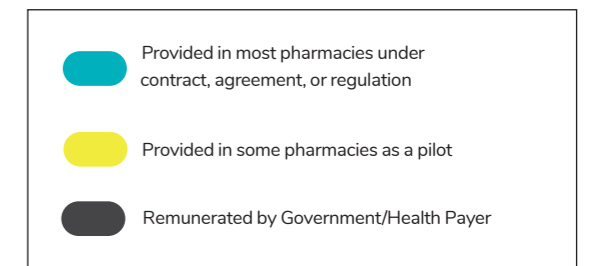 Provided in most pharmacies under
contract, agreement, or regulation
Provided in some pharmacies as a pilot
Remunerated by Government/Health Payer